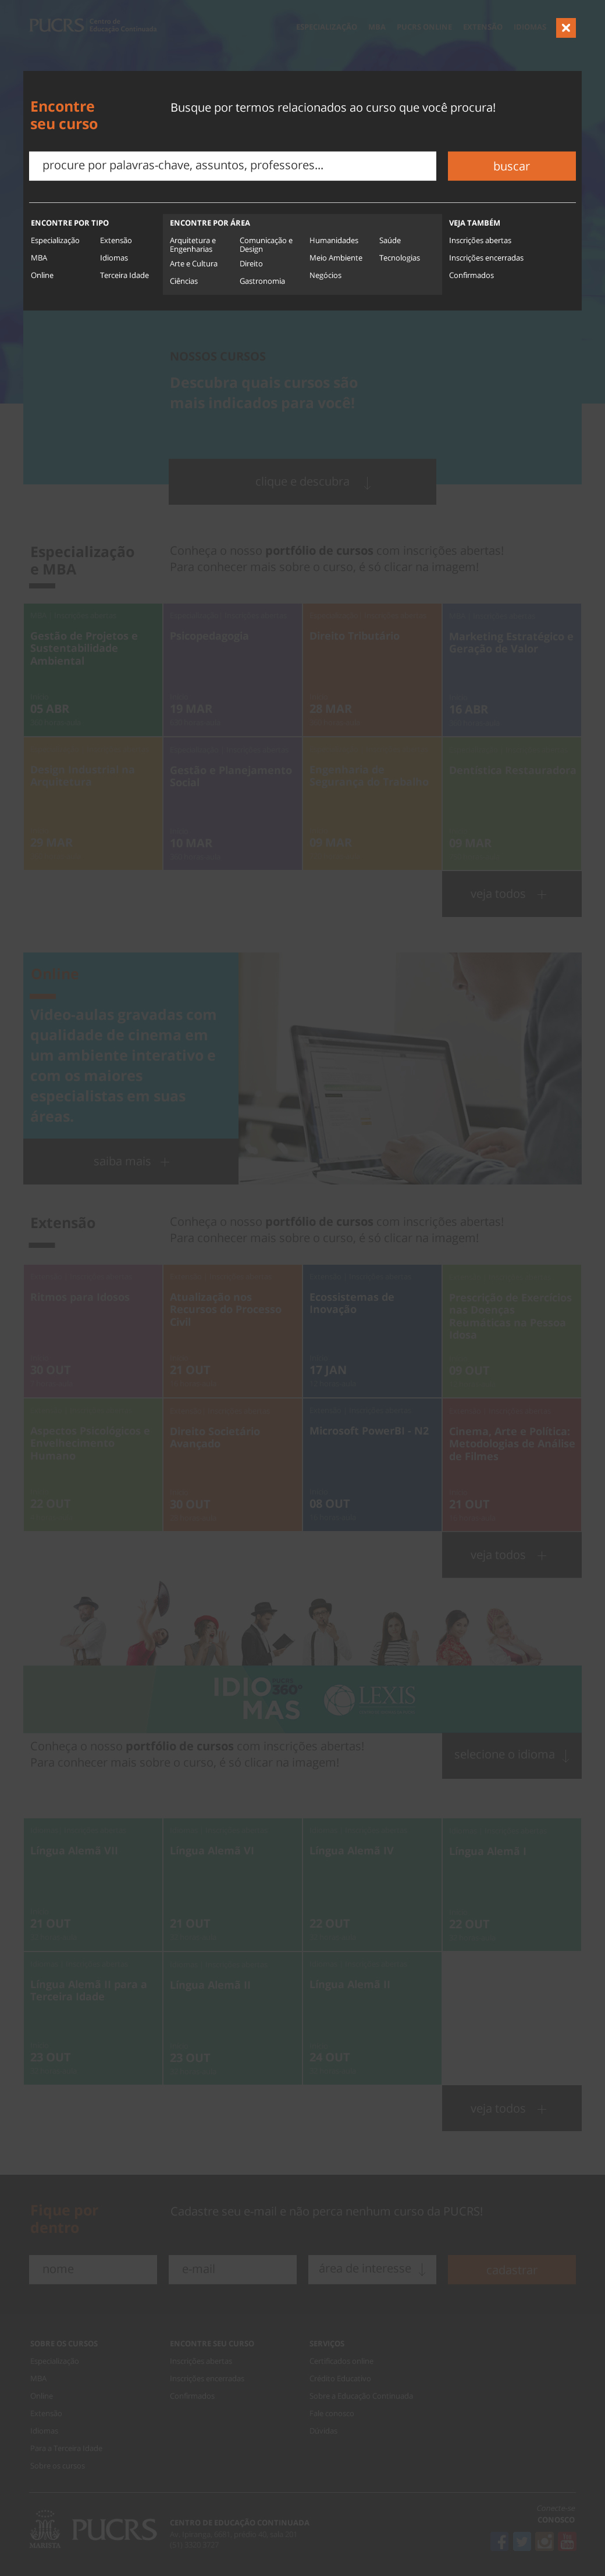 PUCRS Centro de
Educação Continuada
ESPECIALIZAÇÃO MBA PUCRS ONLINE EXTENSÃO IDIOMAS
Encontre
seu curso
Busque por termos relacionados ao curso que você procura!
procure por palavras-chave, assuntos, professores...
buscar
ENCONTRE POR TIPO
Especialização
MBA
Online
Extensão
Idiomas
Terceira Idade
ENCONTRE POR ÁREA
Arquitetura e
Engenharias
Arte e Cultura
Ciências
Comunicação e
Design
Direito
Gastronomia
Humanidades
Meio Ambiente
Negócios
Saúde
Tecnologias
VEJA TAMBÉM
Inscrições abertas
Inscrições encerradas
Confirmados
NOSSOS CURSOS
Descubra quais cursos são
mais indicados para você!
clique e descubra
Especialização
e MBA
Conheça o nosso portfólio de cursos com inscrições abertas!
Para conhecer mais sobre o curso, é só clicar na imagem!
Gestão de Projetos e
Sustentabilidade
Ambiental
05 ABR
Psicopedagogia
19 MAR
Direito Tributário
28 MAR
Marketing Estratégico e
Geração de Valor
16 ABR
Design Industrial na
Arquitetura
29 MAR
Gestão e Planejamento
Social
10 MAR
Engenharia de
Segurança do Trabalho
09 MAR
Dentística Restauradora
09 MAR
veja todos
Online
Video-aulas gravadas com
qualidade de cinema em
um ambiente interativo e
com os maiores
especialistas em suas
áreas.
saiba mais
Extensão
Conheça o nosso portfólio de cursos com inscrições abertas!
Para conhecer mais sobre o curso, é só clicar na imagem!
Ritmos para Idosos
30 OUT
Atualização nos
Recursos do Processo
Civil
21 OUT
Ecossistemas de
Inovação
17 JAN
Prescrição de Exercícios
nas Doenças
Reumáticas na Pessoa
Idosa
09 OUT
Aspectos Psicológicos e
Envelhecimento
Humano
22 OUT
Direito Societário
Avançado
30 OUT
Microsoft PowerBI - N2
08 OUT
Cinema, Arte e Política:
Metodologias de Análise
de Filmes
21 OUT
veja todos
IDIO 360°
MAS
LEXIS
Conheça o nosso portfólio de cursos com inscrições abertas!
Para conhecer mais sobre o curso, é só clicar na imagem!
selecione o idioma
Língua Alemã VII
21 OUT
Língua Alemã VI
21 OUT
Língua Alemã IV
22 OUT
Língua Alemã I
22 OUT
Língua Alemã II para a
Terceira Idade
23 OUT
Língua Alemã II
23 OUT
Língua Alemã II
24 OUT
veja todos
Fique por
dentro
Cadastre seu e-mail e não perca nenhum curso da PUCRS!
nome
e-mail
área de interesse
cadastrar
SOBRE OS CURSOS
Especialização
MBA
Online
Extensão
Idiomas
Para a Terceira Idade
Sobre os cursos
ENCONTRE SEU CURSO
Inscrições abertas
Inscrições encerradas
Confirmados
SERVIÇOS
Certificados online
Crédito Educativo
Sobre a Educação Continuada
Fale conosco
Dúvidas
MARISTA
PUCRS
CENTRO DE EDUCAÇÃO CONTINUADA
Conecte-se
CONOSCO